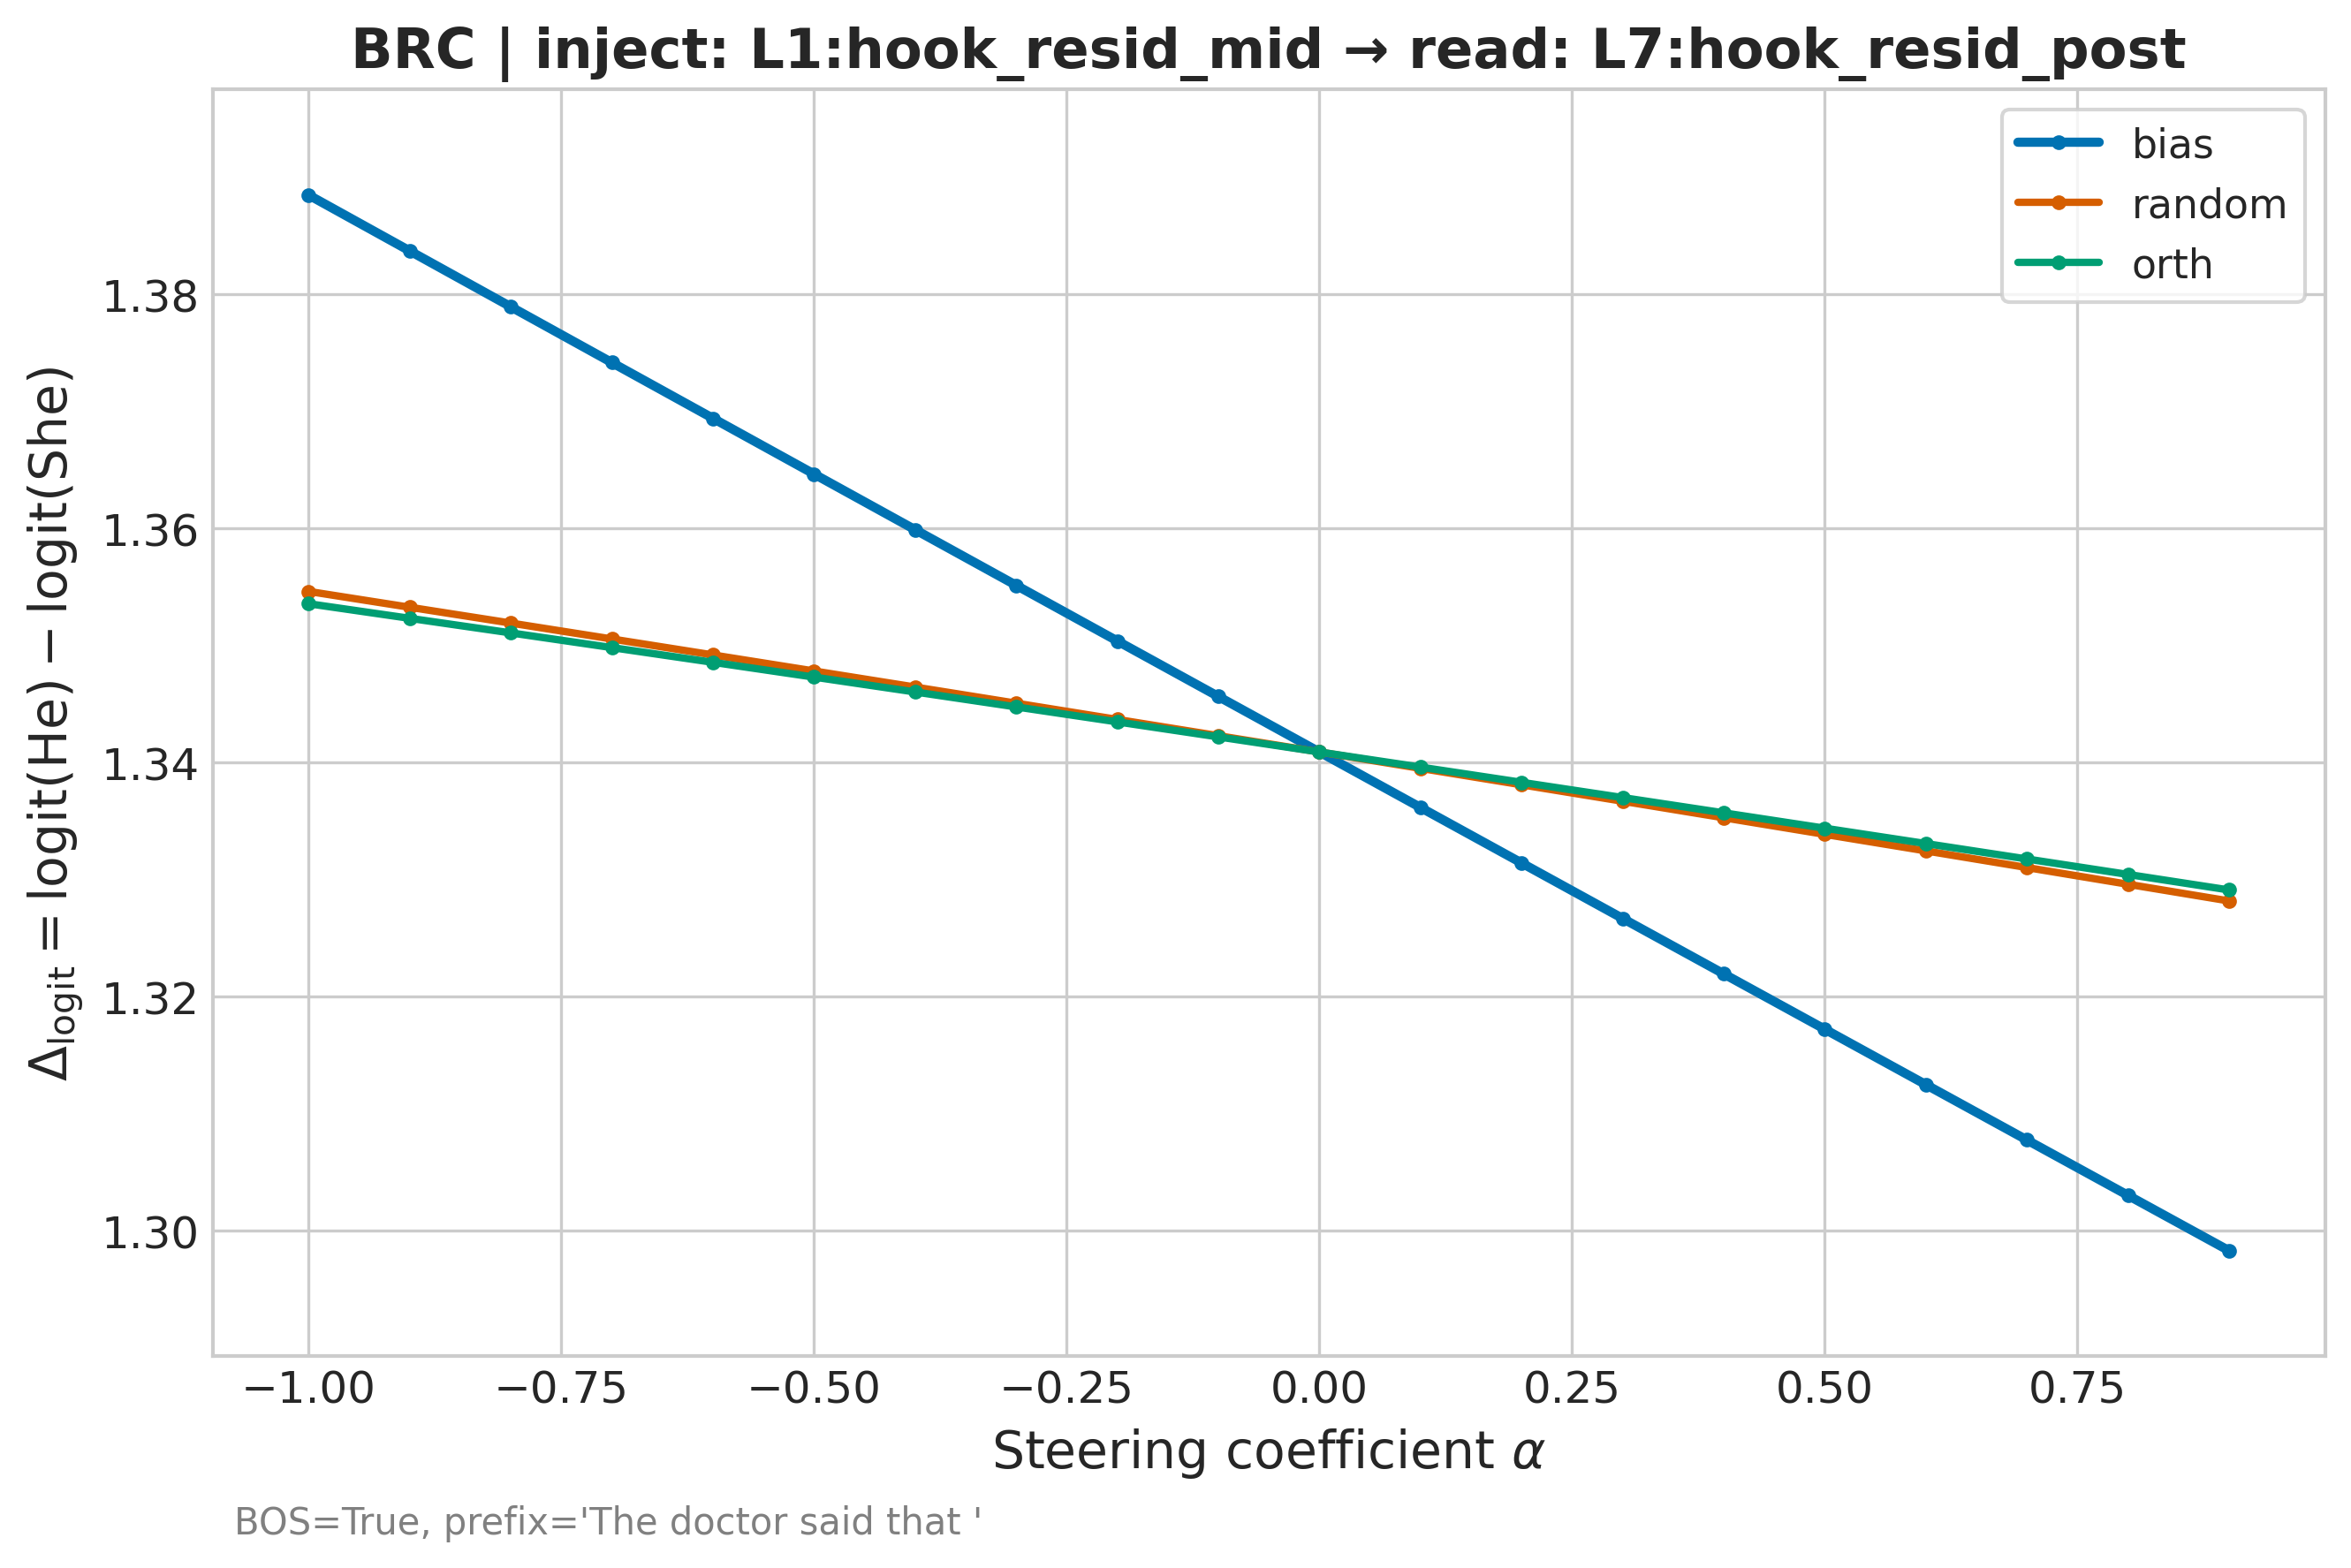 BRC | inject: L1:hook_resid_mid → read: L7:hook_resid_post
bias
random
orth
Δlogit = logit(He) − logit(She)
1.38
1.36
1.34
1.32
1.30
−1.00 −0.75 −0.50 −0.25 0.00 0.25 0.50 0.75
Steering coefficient α
BOS=True, prefix='The doctor said that '